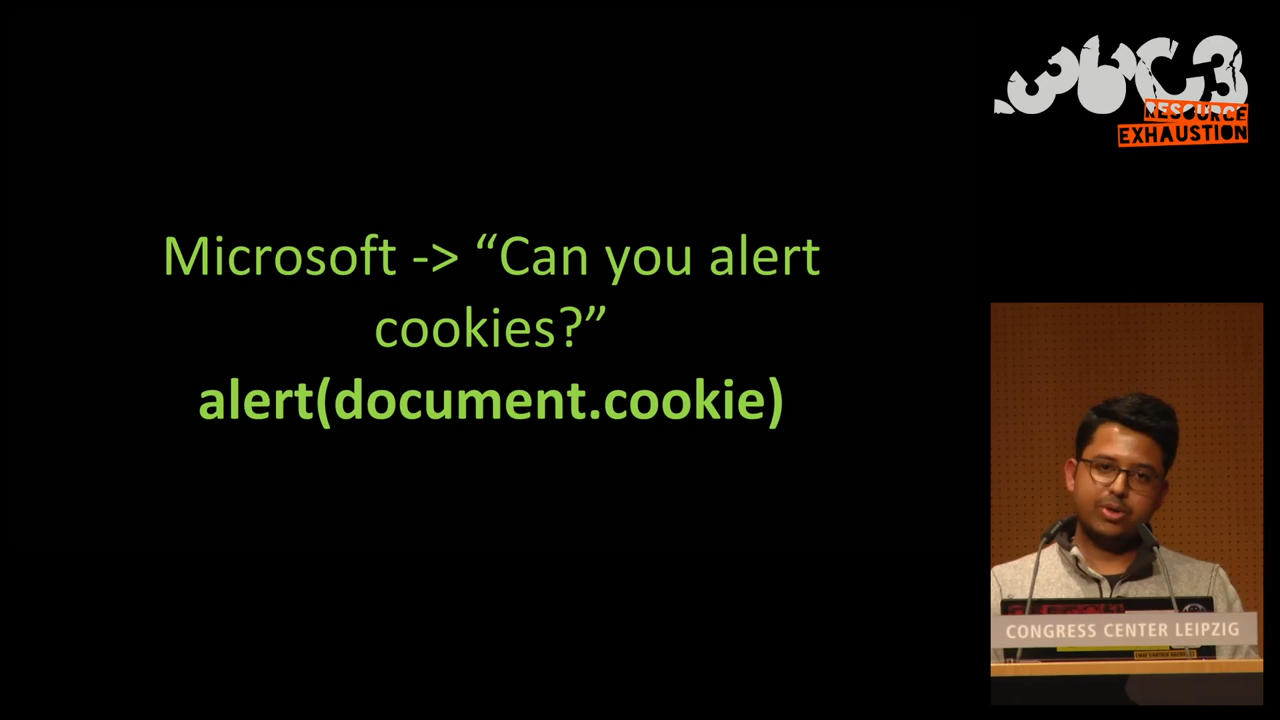 Microsoft -> “Can you alert
cookies?”
alert(document.cookie)
36C3
RESOURCE
EXHAUSTION
CONGRESS CENTER LEIPZIG